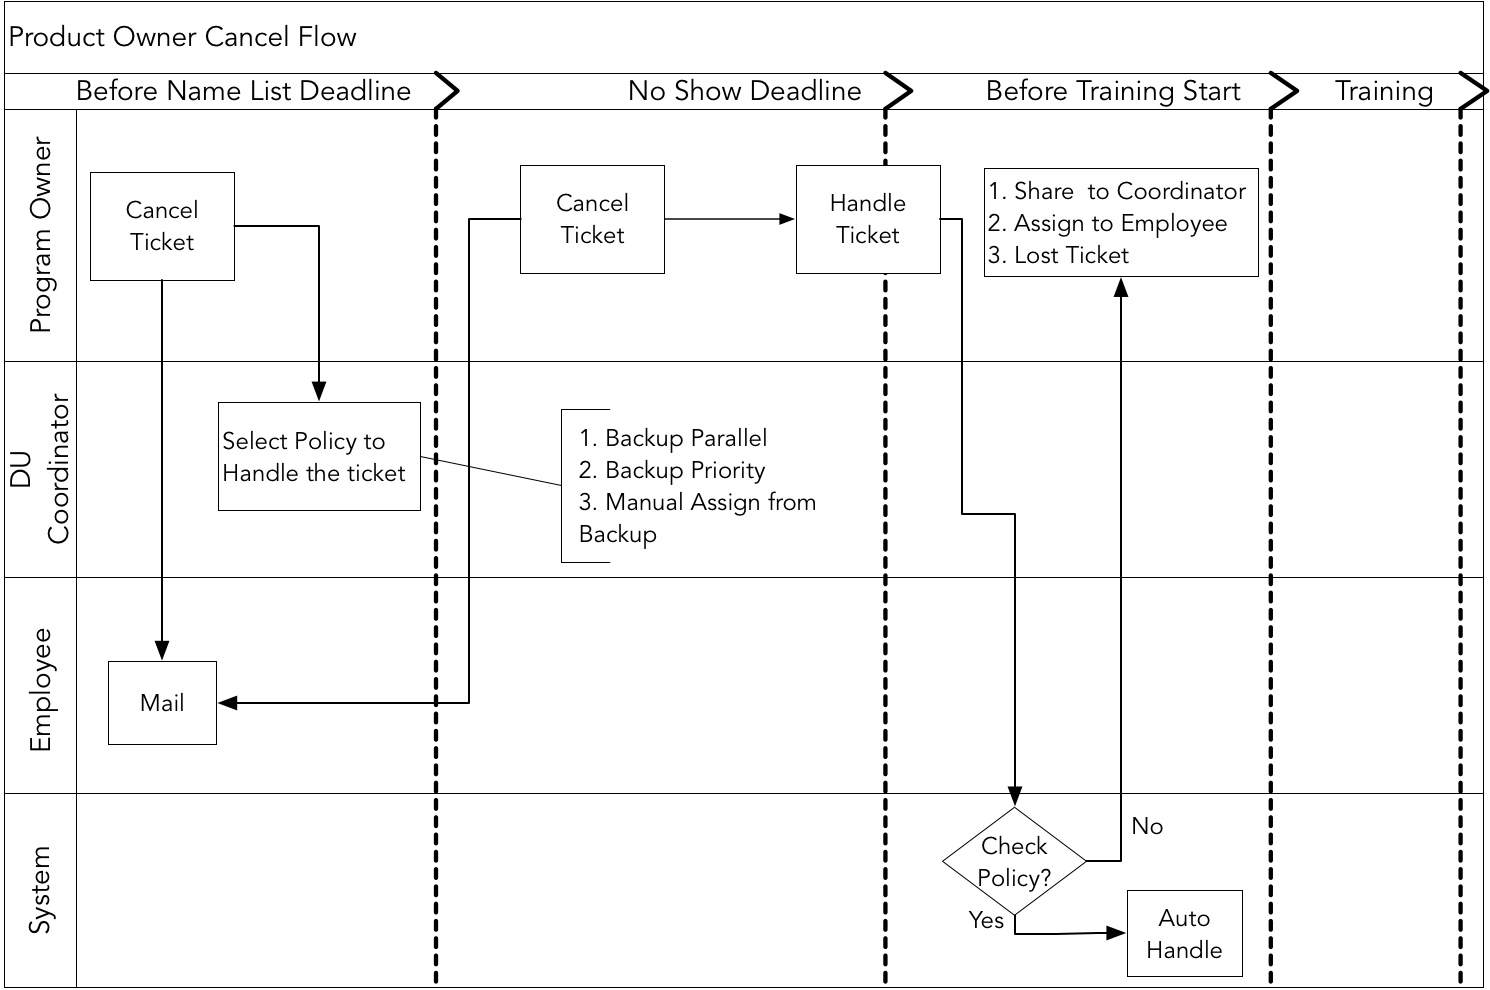 Product Owner Cancel Flow
Before Name List Deadline
No Show Deadline
Before Training Start
Training
Program Owner
Cancel
Ticket
Cancel
Ticket
Handle
Ticket
1. Share  to Coordinator
2. Assign to Employee
3. Lost Ticket
DU
Coordinator
Select Policy to
Handle the ticket
1. Backup Parallel
2. Backup Priority
3. Manual Assign from
Backup
Employee
Mail
System
Check
Policy?
No
Yes
Auto
Handle